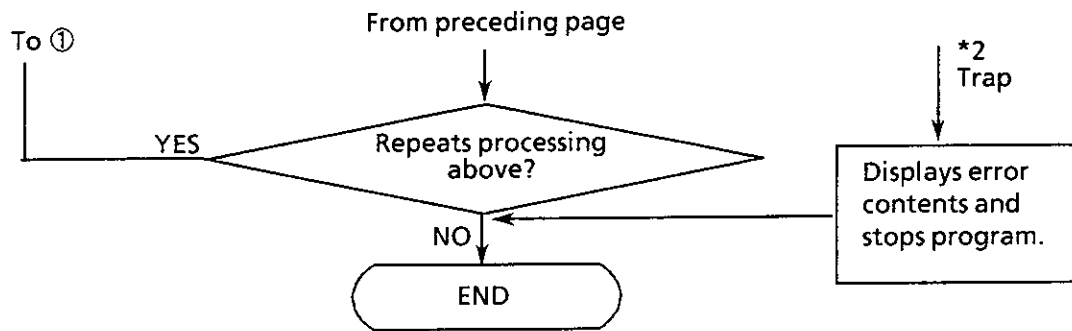 From preceding page
To ①
*2
Trap
YES
Repeats processing
above?
Displays error
contents and
stops program.
NO
END